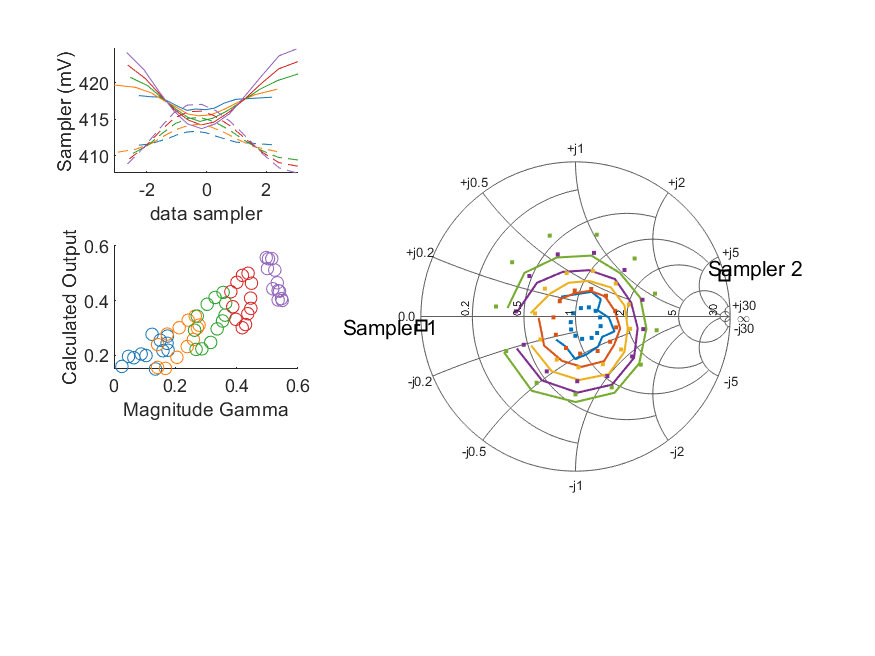 420
415
410
Sampler (mV)
-2
0
2
data sampler
0.6
0.4
0.2
Calculated Output
0
0.2
0.4
0.6
Magnitude Gamma
+j1
+j0.5
+j2
+j0.2
+j5
Sampler 2
0.0
0.2
0.5
1
2
5
30
+j30
∞
-j30
Sampler 1
-j0.2
-j5
-j0.5
-j2
-j1